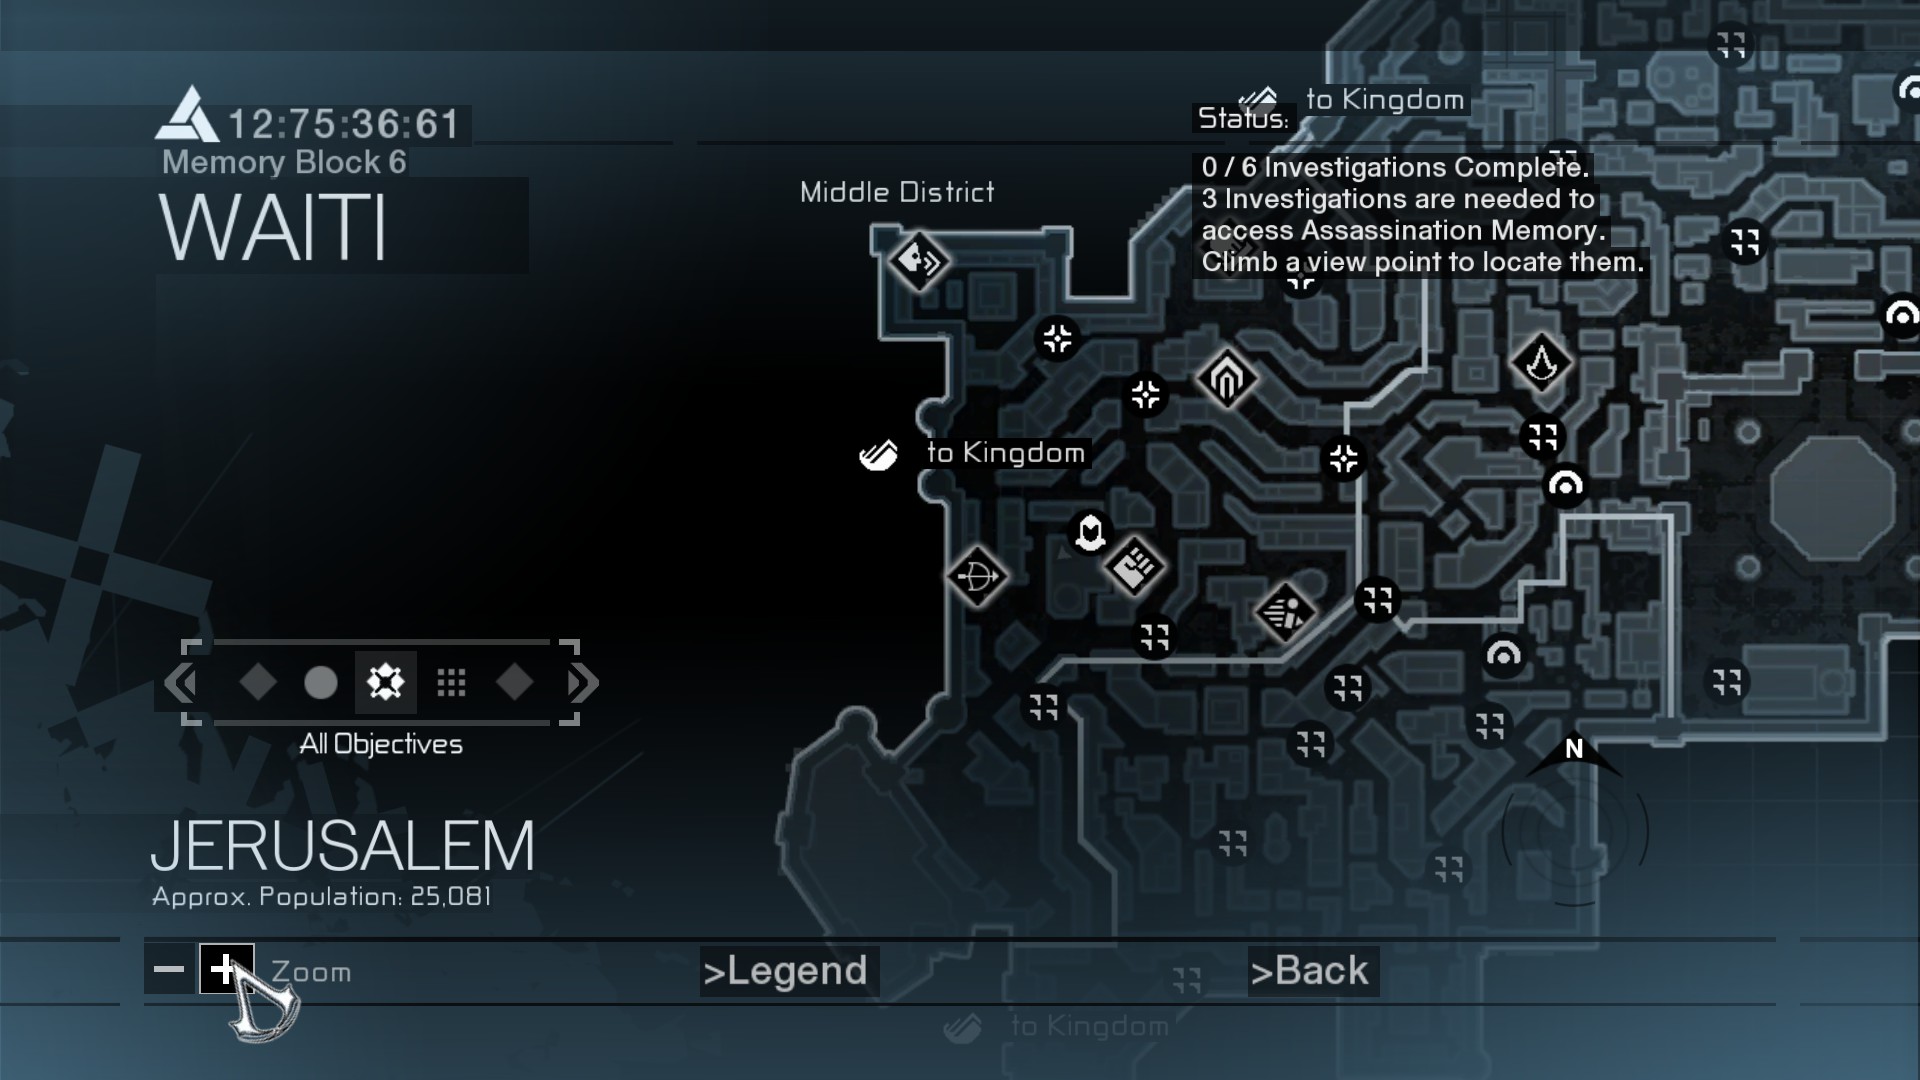 12:75:36:61
Memory Block 6
WAITI
to Kingdom
Status:
0 / 6 Investigations Complete.
3 Investigations are needed to
access Assassination Memory.
Climb a view point to locate them.
Middle District
to Kingdom
All Objectives
N
JERUSALEM
Approx. Population: 25,081
Zoom
>Legend
>Back
to Kingdom